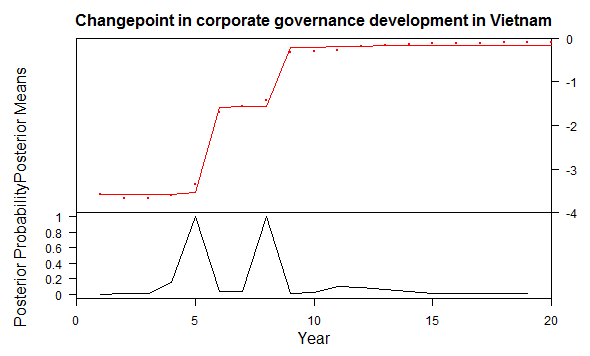 Changepoint in corporate governance development in Vietnam
Posterior Means
0
-1
-2
-3
-4
Posterior Probability
1
0.8
0.6
0.4
0.2
0
0 5 10 15 20
Year